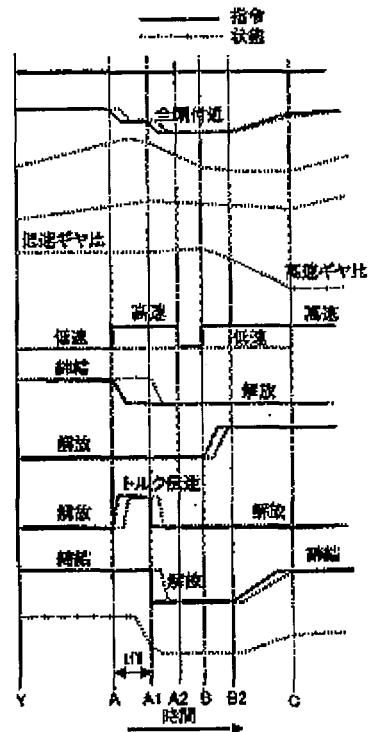 指令
状態
全閉付近
低速ギヤ比
高速ギヤ比
高速 高速
低速 低速
締結
解放
解放
トルク伝達
解放 解放
締結 解放 締結
tf1
Y A A1 A2 B B2 C
時間